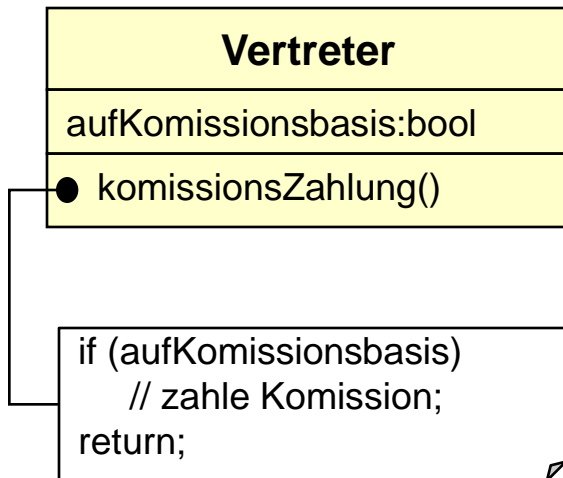 Vertreter
aufKomissionsbasis:bool
komissionsZahlung()
if (aufKomissionsbasis)
// zahle Komission;
return;